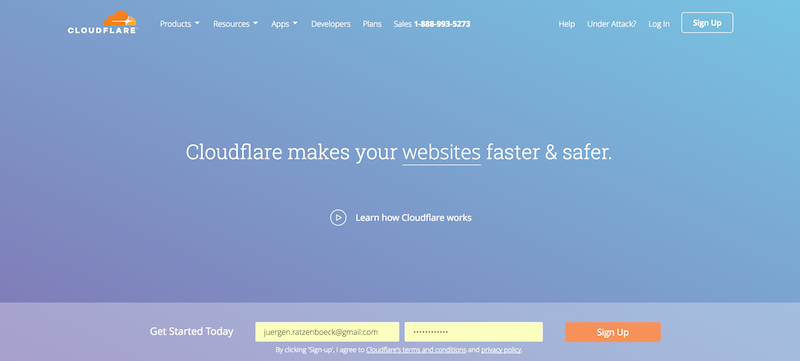 CLOUDFLARE
Products Resources Apps Developers Plans Sales 1-888-993-5273 Help Under Attack? Log In Sign Up
Cloudflare makes your websites faster & safer.
Learn how Cloudflare works
Get Started Today juergen.ratzenboeck@gmail.com •••••••••••• Sign Up
By clicking 'Sign-up', I agree to Cloudflare's terms and conditions and privacy policy.